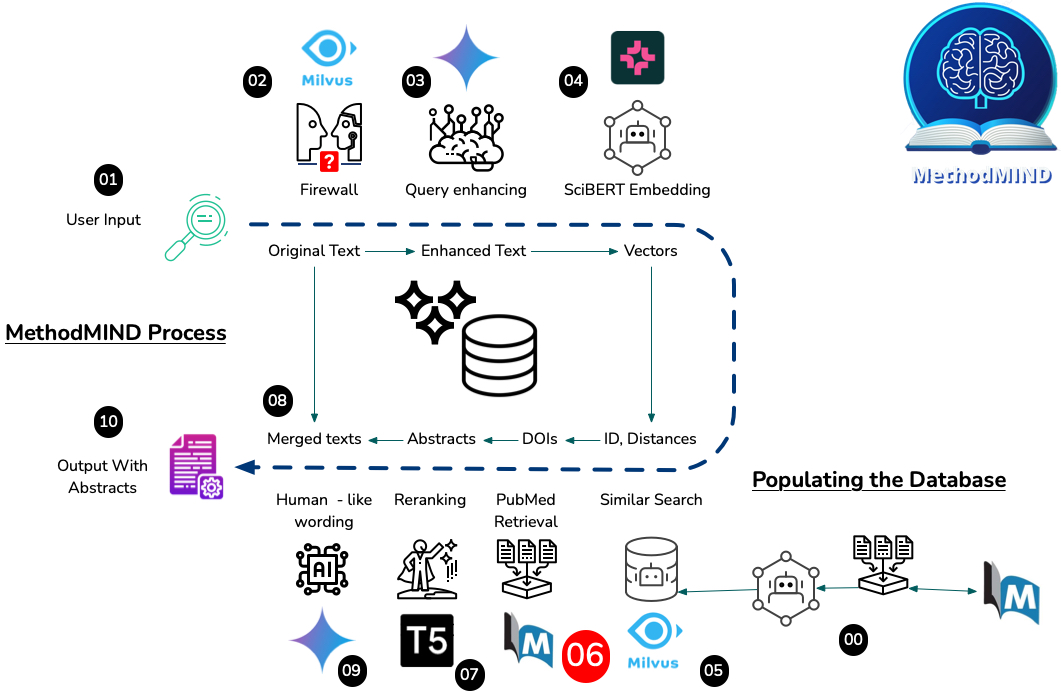 02
Milvus
03
04
?
Firewall
Query enhancing
SciBERT Embedding
MethodMIND
01
User Input
Original Text
Enhanced Text
Vectors
MethodMIND Process
08
Merged texts
Abstracts
DOIs
ID, Distances
10
Output With
Abstracts
Populating the Database
Human - like
wording
Reranking
PubMed
Retrieval
Similar Search
AI
M
00
T5
M
06
Milvus
09
07
05